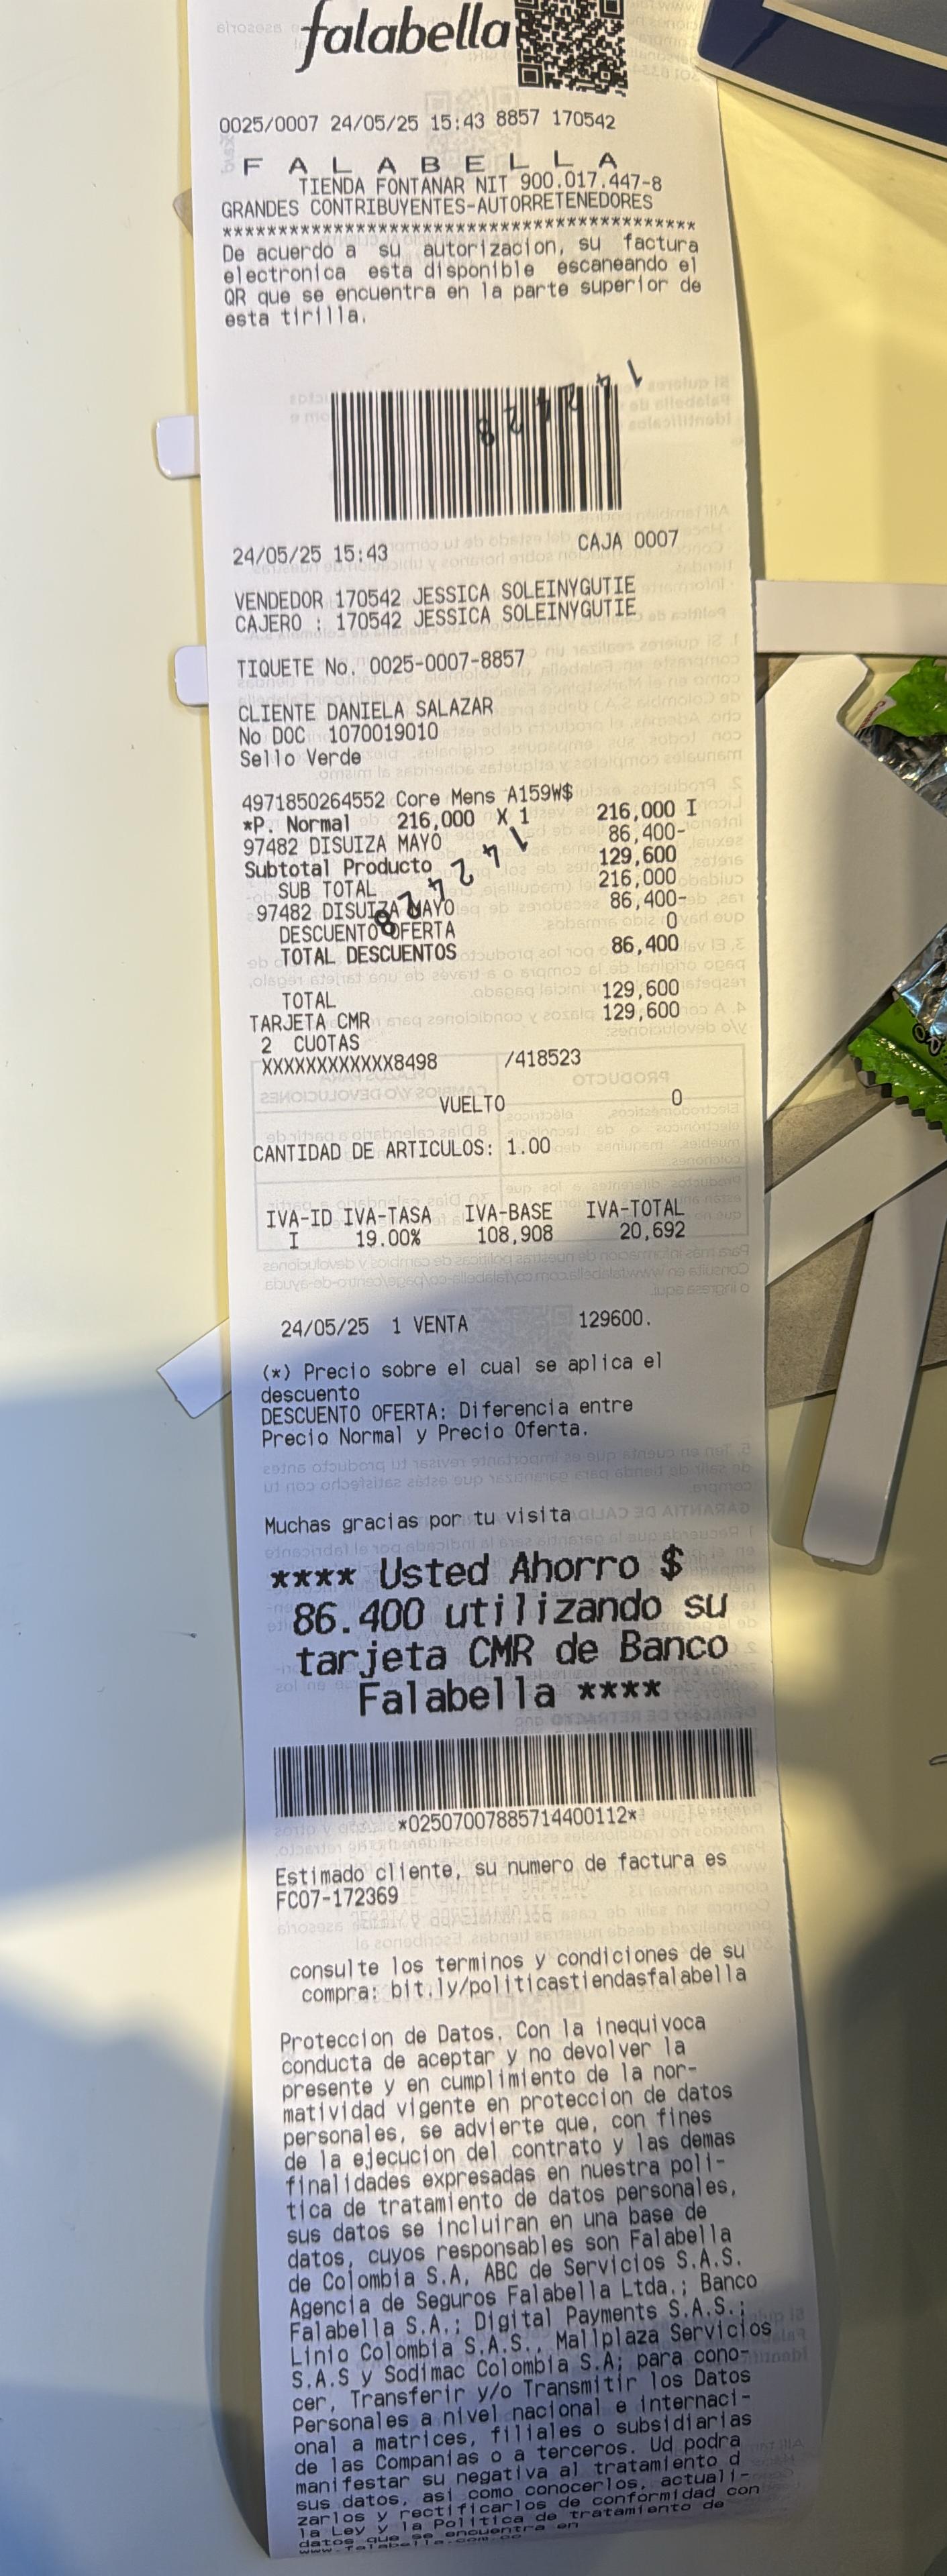 falabella
0025/0007 24/05/25 15:43 8857 170542
F A L A B E L L A
TIENDA FONTANAR NIT 900.017.447-8
GRANDES CONTRIBUYENTES-AUTORRETENEDORES
******************************************
De acuerdo a su autorizacion, su factura
electronica esta disponible escaneando el
QR que se encuentra en la parte superior de
esta tirilla.
142428
24/05/25 15:43 CAJA 0007
VENDEDOR 170542 JESSICA SOLEINYGUTIE
CAJERO : 170542 JESSICA SOLEINYGUTIE
TIQUETE No. 0025-0007-8857
CLIENTE DANIELA SALAZAR
No DOC 1070019010
Sello Verde
4971850264552 Core Mens A159W$
*P. Normal 216,000 X 1 216,000 I
97482 DISUIZA MAYO 86,400-
Subtotal Producto 129,600
SUB TOTAL 216,000
97482 DISUIZA MAYO 86,400-
DESCUENTO OFERTA 0
TOTAL DESCUENTOS 86,400
142428
TOTAL 129,600
TARJETA CMR 129,600
2 CUOTAS
XXXXXXXXXXXX8498 /418523
VUELTO 0
CANTIDAD DE ARTICULOS: 1.00
IVA-ID IVA-TASA IVA-BASE IVA-TOTAL
I 19.00% 108,908 20,692
24/05/25 1 VENTA 129600.
(*) Precio sobre el cual se aplica el
descuento
DESCUENTO OFERTA: Diferencia entre
Precio Normal y Precio Oferta.
Muchas gracias por tu visita
**** Usted Ahorro $
86.400 utilizando su
tarjeta CMR de Banco
Falabella ****
*02507007885714400112*
Estimado cliente, su numero de factura es
FC07-172369
consulte los terminos y condiciones de su
compra: bit.ly/politicastiendasfalabella
Proteccion de Datos. Con la inequivoca
conducta de aceptar y no devolver la
presente y en cumplimiento de la nor-
matividad vigente en proteccion de datos
personales, se advierte que, con fines
de la ejecucion del contrato y las demas
finalidades expresadas en nuestra poli-
tica de tratamiento de datos personales,
sus datos se incluiran en una base de
datos, cuyos responsables son Falabella
de Colombia S.A, ABC de Servicios S.A.S.
Agencia de Seguros Falabella Ltda.; Banco
Falabella S.A.; Digital Payments S.A.S.;
Linio Colombia S.A.S., Mallplaza Servicios
S.A.S y Sodimac Colombia S.A; para cono-
cer, Transferir y/o Transmitir los Datos
Personales a nivel nacional e internaci-
onal a matrices, filiales o subsidiarias
de las Companias o a terceros. Ud podra
manifestar su negativa al tratamiento d
sus datos, asi como conocerlos, actuali-
zarlos y rectificarlos de conformidad con
la Ley y la Politica de tratamiento de
datos que se encuentra en
www.falabella.com.co